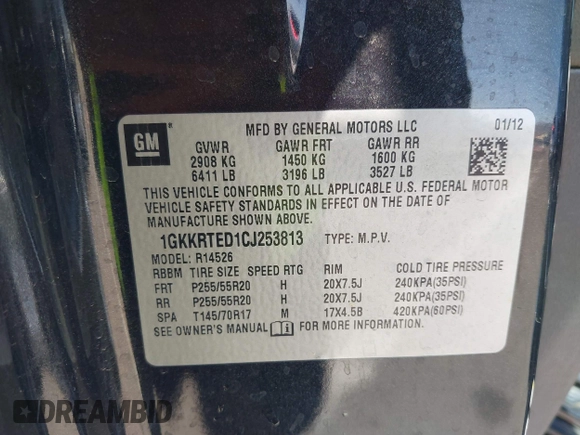 MFD BY GENERAL MOTORS LLC 01/12
GM GVWR GAWR FRT GAWR RR
2908 KG 1450 KG 1600 KG
6411 LB 3196 LB 3527 LB
THIS VEHICLE CONFORMS TO ALL APPLICABLE U.S. FEDERAL MOTOR
VEHICLE SAFETY STANDARDS IN EFFECT ON THE DATE OF
MANUFACTURE SHOWN ABOVE.
1GKKRTED1CJ253813 TYPE: M.P.V.
MODEL: R14526
RBBM TIRE SIZE SPEED RTG RIM COLD TIRE PRESSURE
FRT P255/55R20 H 20X7.5J 240KPA(35PSI)
RR P255/55R20 H 20X7.5J 240KPA(35PSI)
SPA T145/70R17 M 17X4.5B 420KPA(60PSI)
SEE OWNER'S MANUAL FOR MORE INFORMATION.
DREAMBID